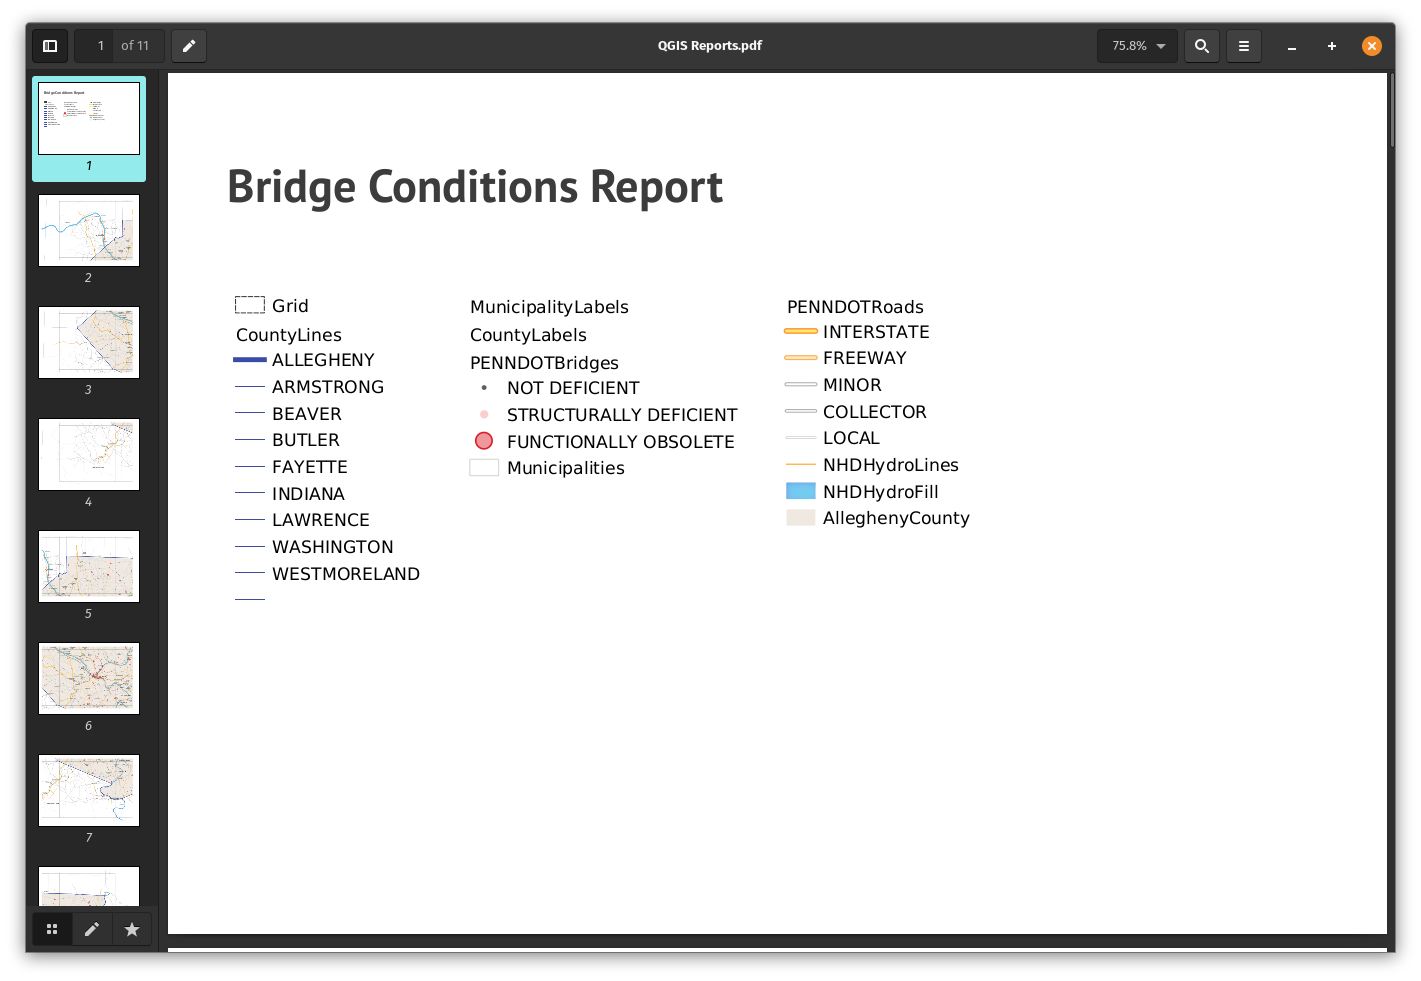 1 of 11
QGIS Reports.pdf
75.8%
1
2
3
4
5
6
7
Bridge Conditions Report
Grid
CountyLines
ALLEGHENY
ARMSTRONG
BEAVER
BUTLER
FAYETTE
INDIANA
LAWRENCE
WASHINGTON
WESTMORELAND
MunicipalityLabels
CountyLabels
PENNDOTBridges
NOT DEFICIENT
STRUCTURALLY DEFICIENT
FUNCTIONALLY OBSOLETE
Municipalities
PENNDOTRoads
INTERSTATE
FREEWAY
MINOR
COLLECTOR
LOCAL
NHDHydroLines
NHDHydroFill
AlleghenyCounty